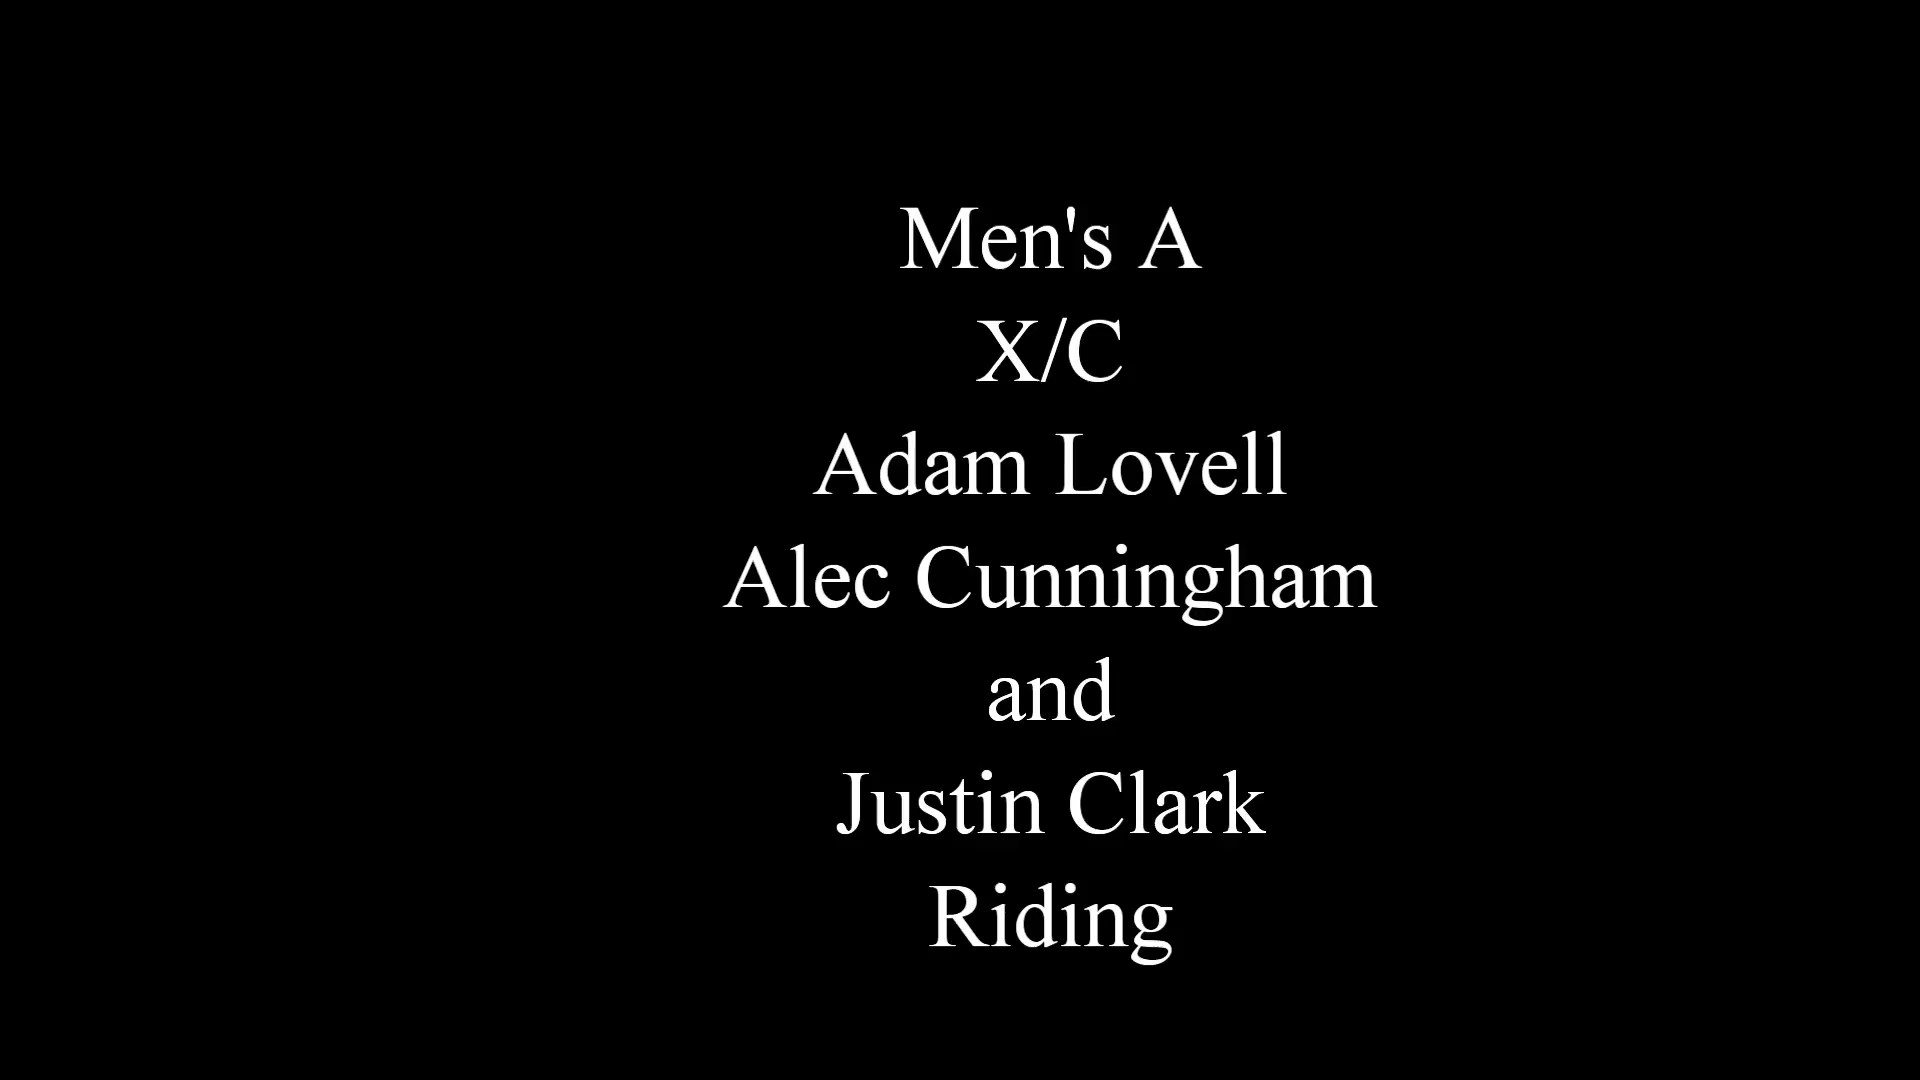 Men's A
X/C
Adam Lovell
Alec Cunningham
and
Justin Clark
Riding